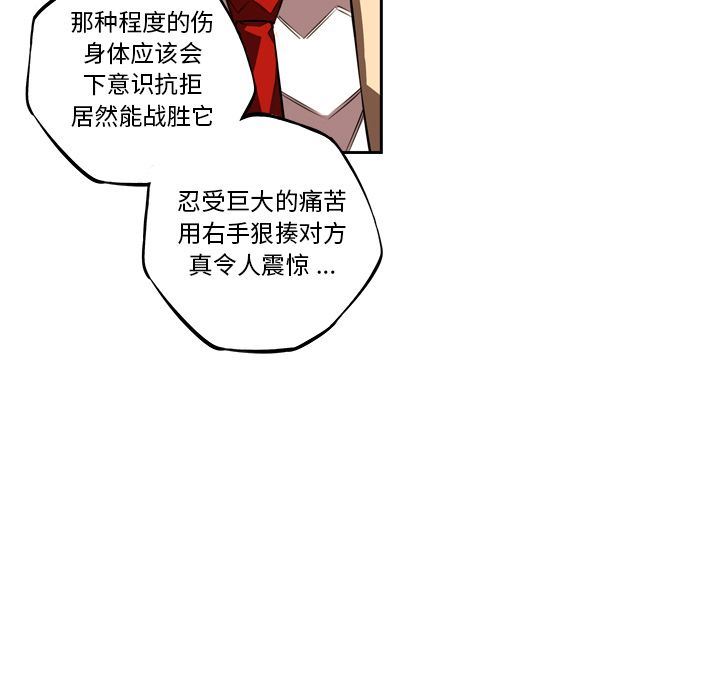 那种程度的伤
身体应该会
下意识抗拒
居然能战胜它
忍受巨大的痛苦
用右手狠揍对方
真令人震惊 ...